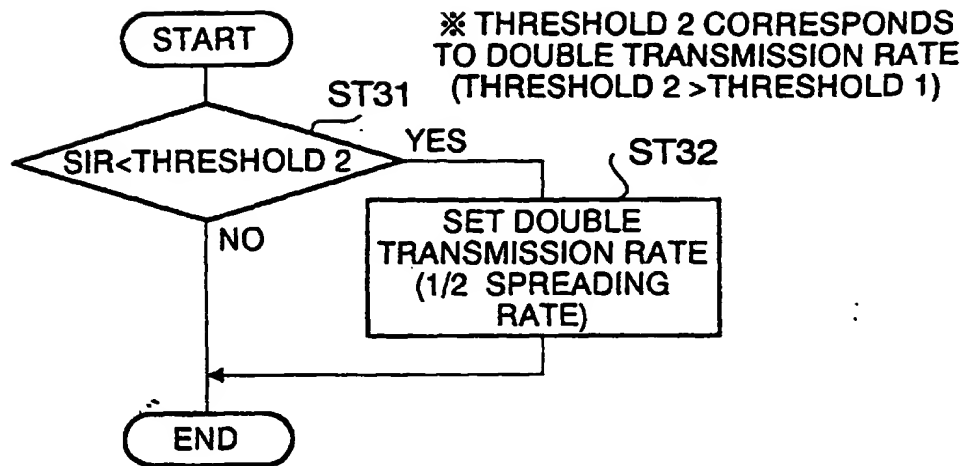 START
※ THRESHOLD 2 CORRESPONDS
TO DOUBLE TRANSMISSION RATE
(THRESHOLD 2 >THRESHOLD 1)
ST31
SIR<THRESHOLD 2
YES
ST32
NO
SET DOUBLE
TRANSMISSION RATE
(1/2 SPREADING
RATE)
END